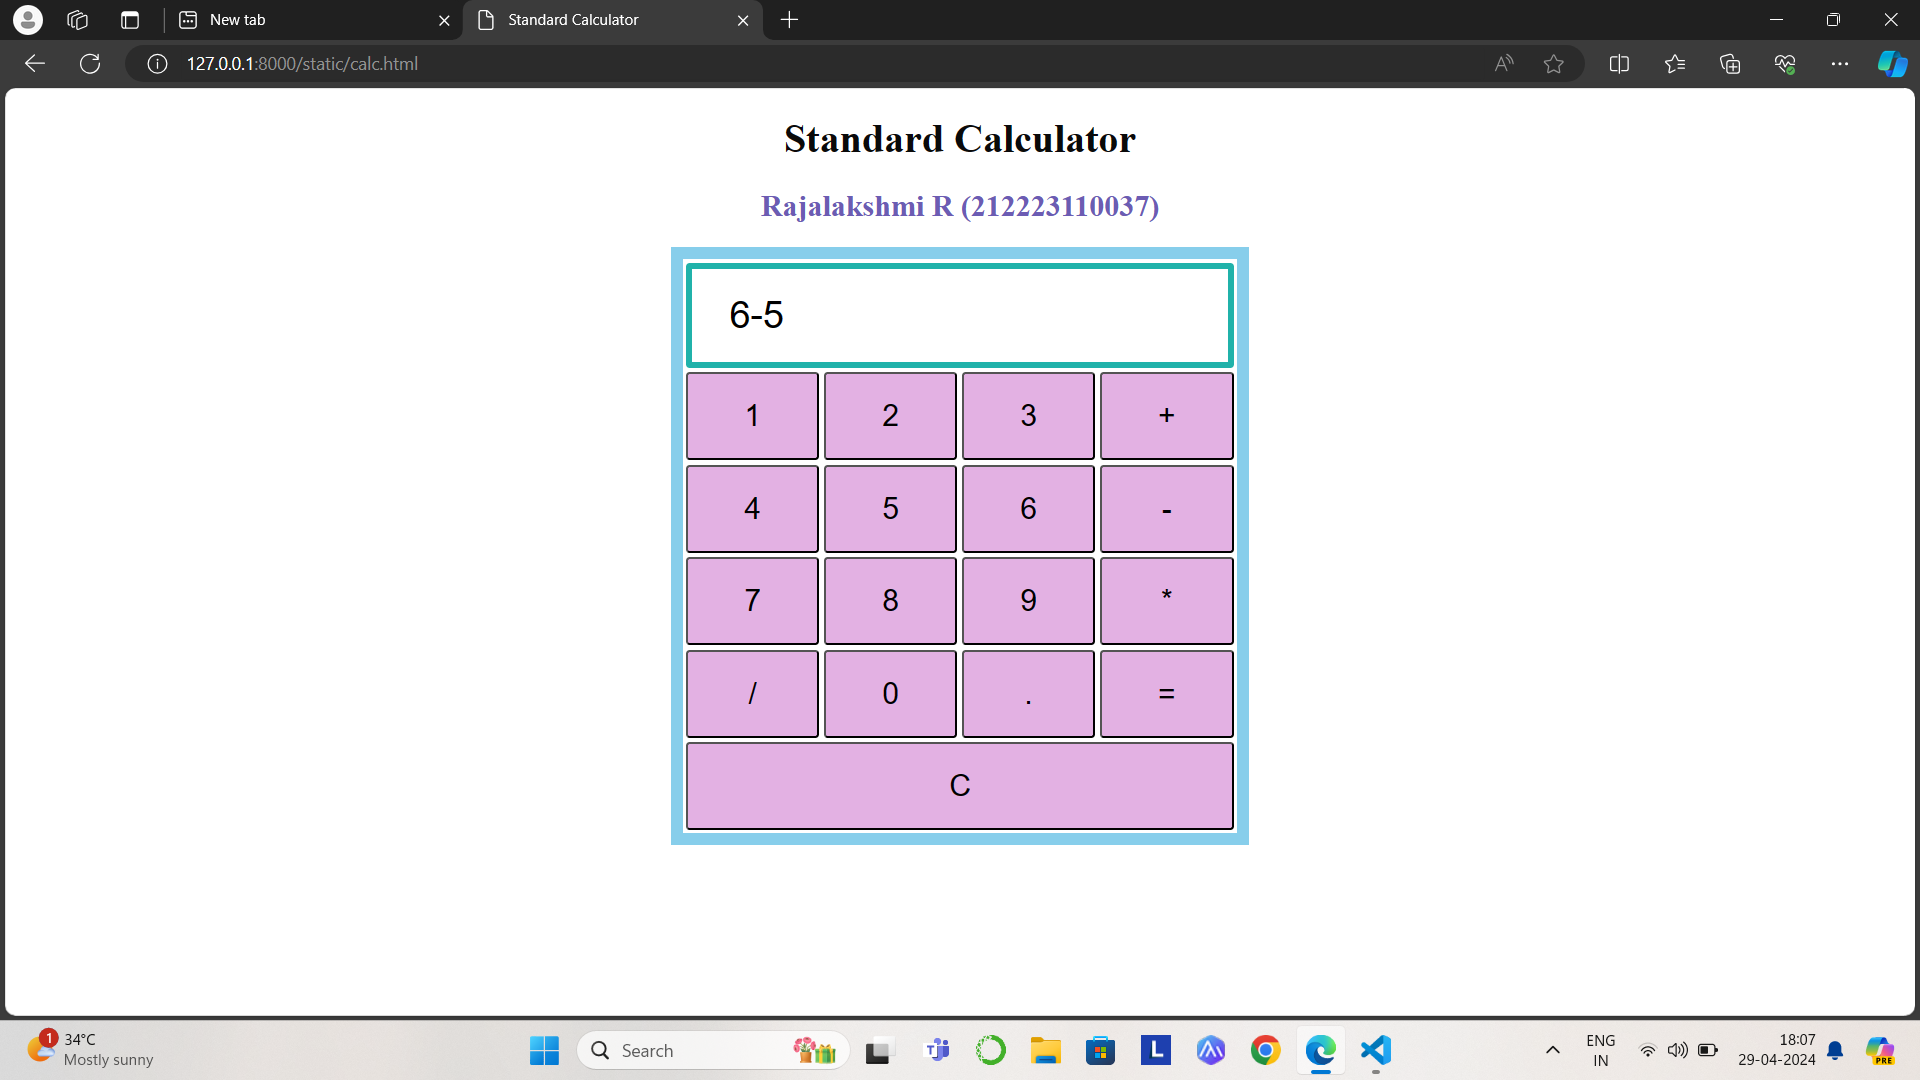 New tab
Standard Calculator
127.0.0.1:8000/static/calc.html
Standard Calculator
Rajalakshmi R (212223110037)
6-5
1 2 3 +
4 5 6 -
7 8 9 *
/ 0 . =
C
1
34°C
Mostly sunny
Search
L
ENG
IN
18:07
29-04-2024
PRE